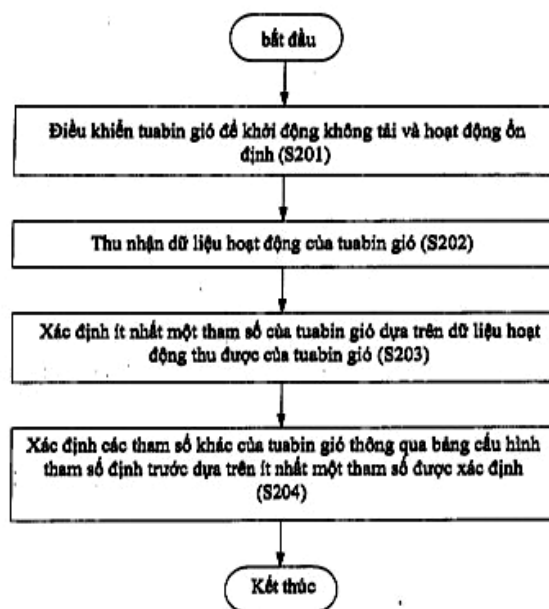 bắt đầu
Điều khiển tuabin gió để khởi động không tải và hoạt động ổn
định (S201)
Thu nhận dữ liệu hoạt động của tuabin gió (S202)
Xác định ít nhất một tham số của tuabin gió dựa trên dữ liệu hoạt
động thu được của tuabin gió (S203)
Xác định các tham số khác của tuabin gió thông qua bảng cấu hình
tham số định trước dựa trên ít nhất một tham số được xác định
(S204)
Kết thúc